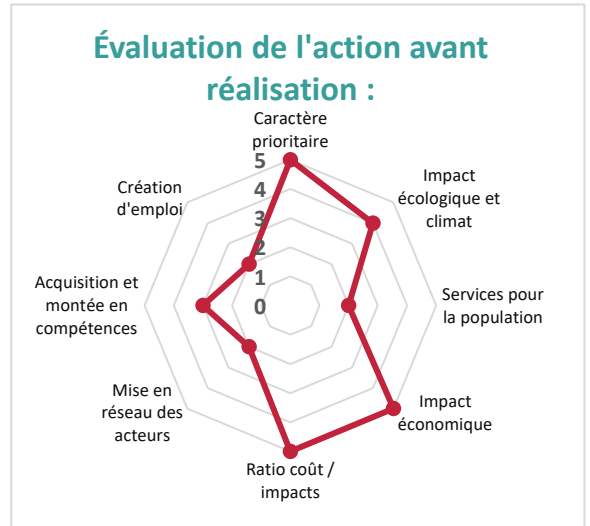 Évaluation de l'action avant
réalisation :
Caractère
prioritaire
Impact
écologique et
climat
Services pour
la population
Impact
économique
Ratio coût /
impacts
Mise en
réseau des
acteurs
Acquisition et
montée en
compétences
Création
d'emploi
5
4
3
2
1
0